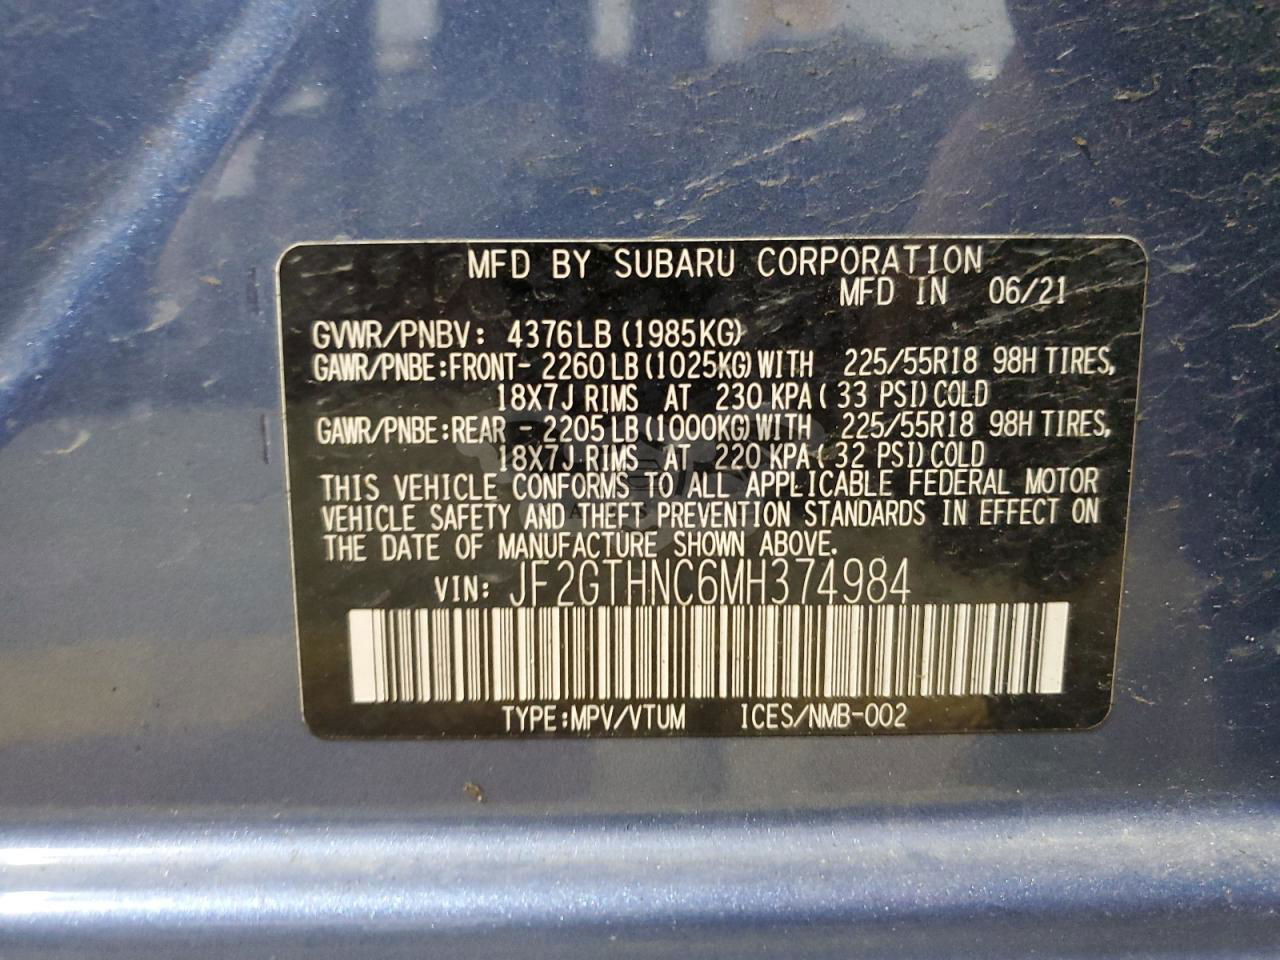 MFD BY SUBARU CORPORATION
MFD IN 06/21
GVWR/PNBV: 4376LB (1985KG)
GAWR/PNBE:FRONT- 2260 LB (1025KG) WITH 225/55R18 98H TIRES,
18X7J RIMS AT 230 KPA ( 33 PSI) COLD
GAWR/PNBE:REAR - 2205 LB (1000KG) WITH 225/55R18 98H TIRES,
18X7J RIMS AT 220 KPA ( 32 PSI) COLD
THIS VEHICLE CONFORMS TO ALL APPLICABLE FEDERAL MOTOR
VEHICLE SAFETY AND THEFT PREVENTION STANDARDS IN EFFECT ON
THE DATE OF MANUFACTURE SHOWN ABOVE.
VIN: JF2GTHNC6MH374984
TYPE:MPV/VTUM ICES/NMB-002